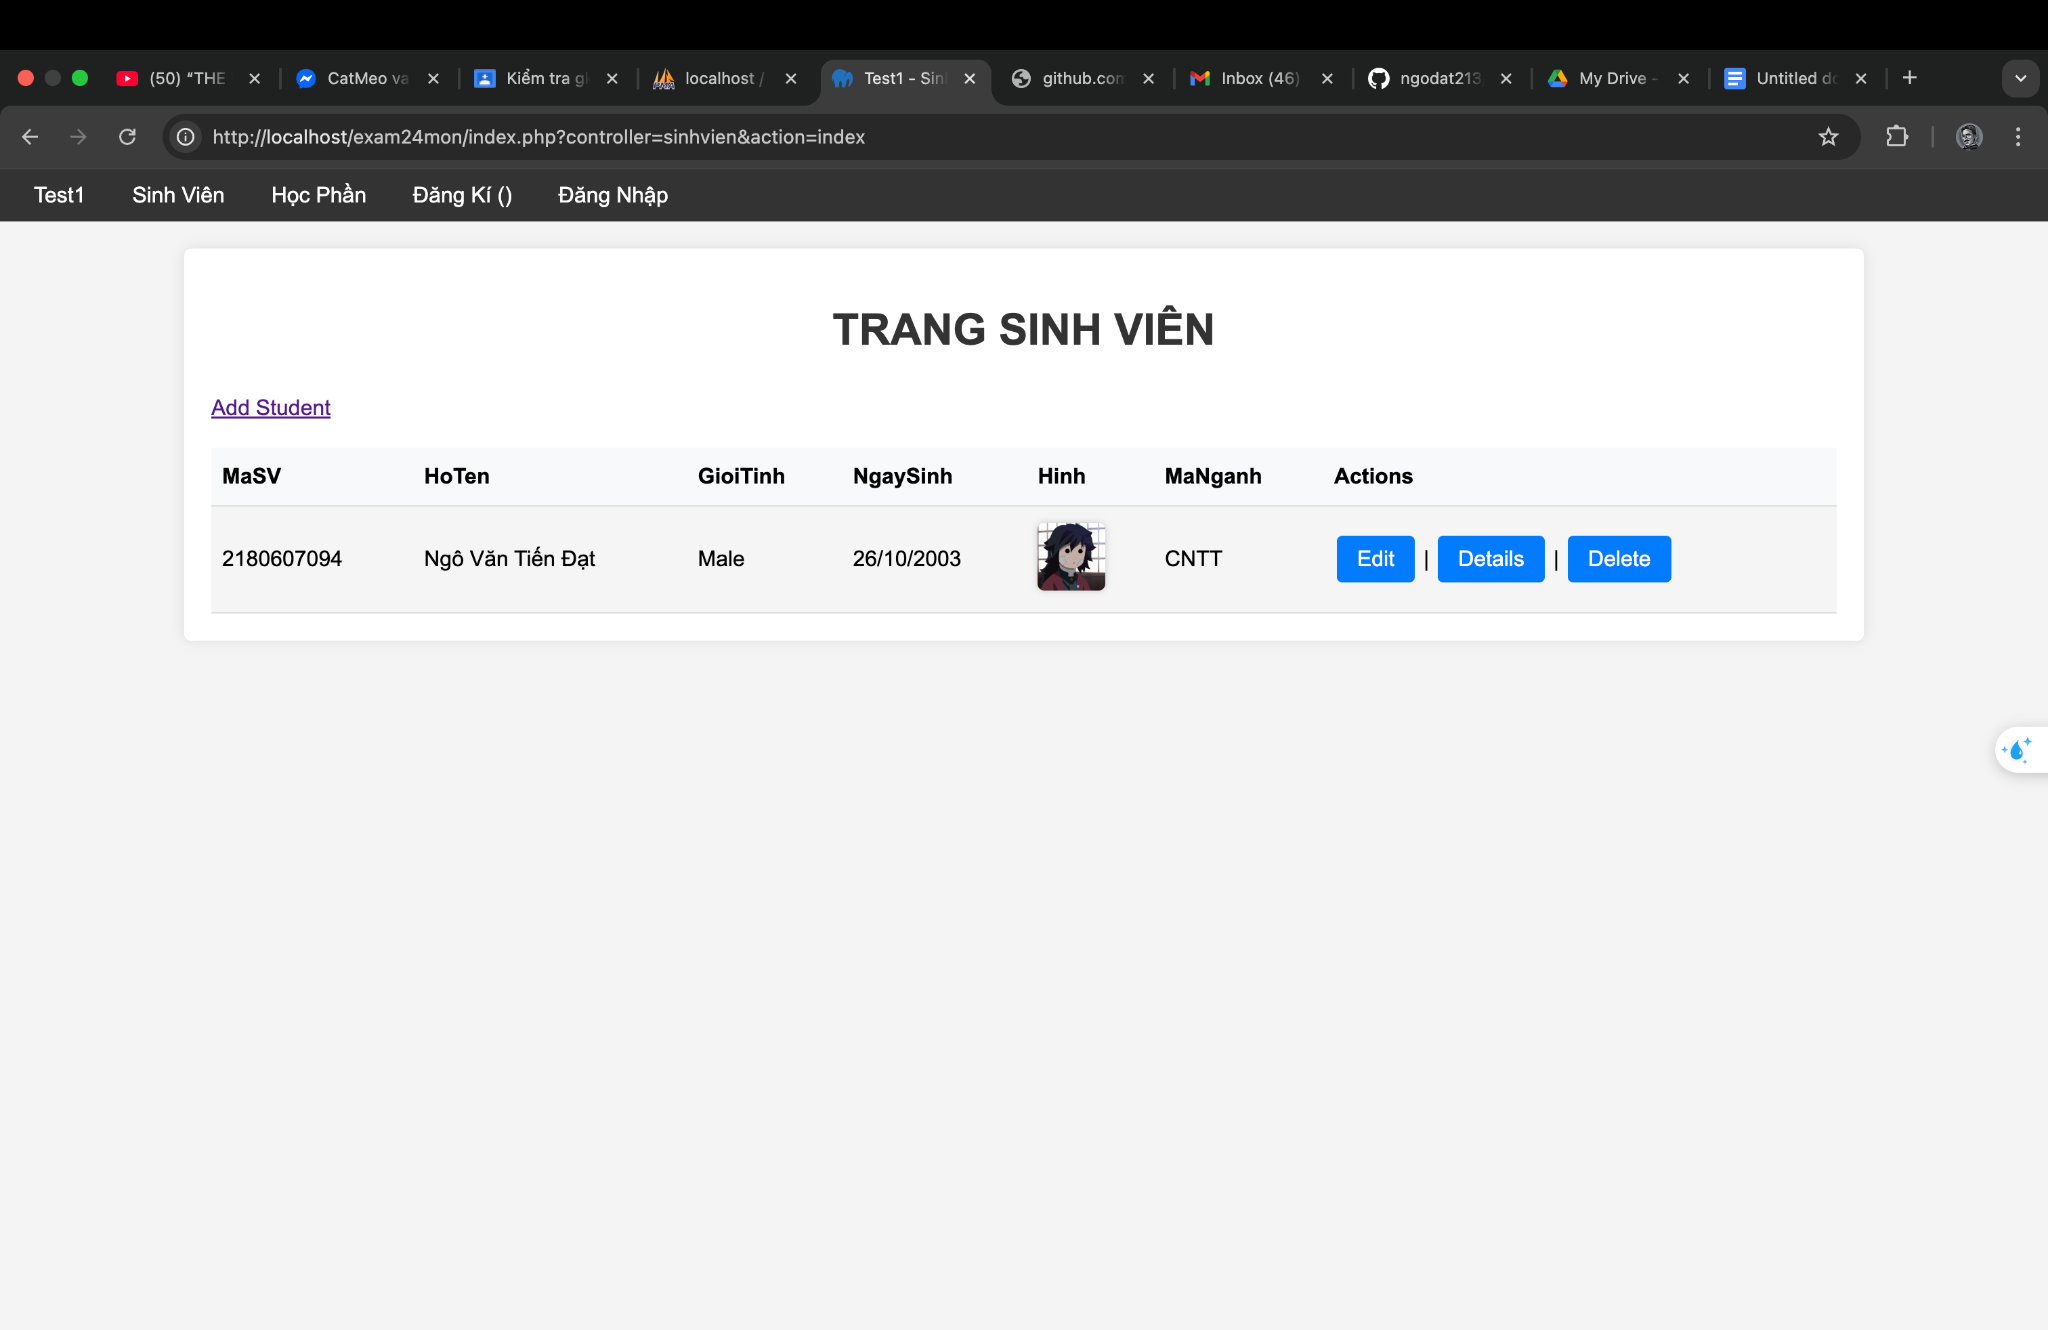 (50) “THE
CatMeo và
Kiểm tra gi
localhost /
Test1 - Sin
github.com
Inbox (46)
ngodat213
My Drive -
Untitled do
http://localhost/exam24mon/index.php?controller=sinhvien&action=index
Test1 Sinh Viên Học Phần Đăng Kí () Đăng Nhập
TRANG SINH VIÊN
Add Student
MaSV HoTen GioiTinh NgaySinh Hinh MaNganh Actions
2180607094 Ngô Văn Tiến Đạt Male 26/10/2003 CNTT Edit | Details | Delete